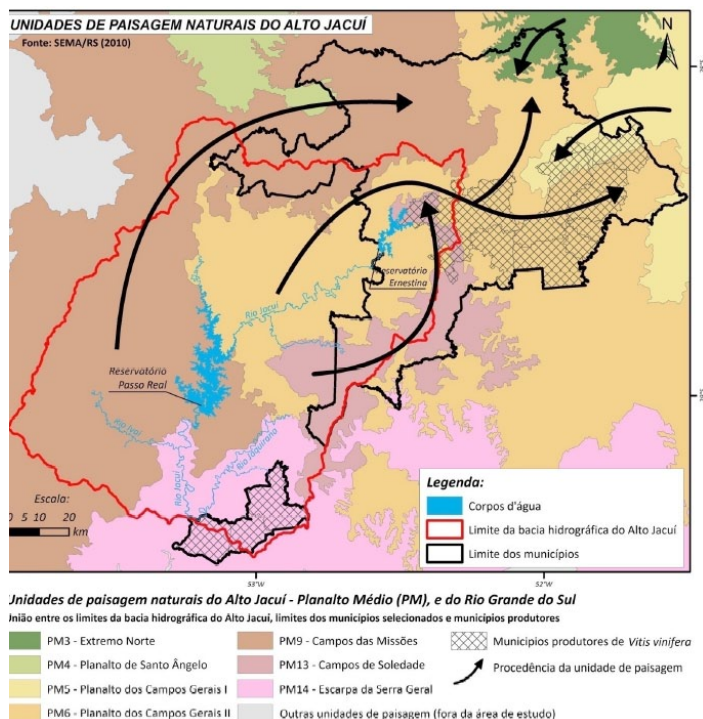 UNIDADES DE PAISAGEM NATURAIS DO ALTO JACUÍ
Fonte: SEMA/RS (2010)
N
Reservatório
Ernestina
Rio Jacuí
Reservatório
Passo Real
Rio Ivaí
Rio Jacuí
Escala:
0 5 10 20
km
Legenda:
Corpos d'água
Limite da bacia hidrográfica do Alto Jacuí
Limite dos municípios
53°W
52°W
Unidades de paisagem naturais do Alto Jacuí - Planalto Médio (PM), e do Rio Grande do Sul
União entre os limites da bacia hidrográfica do Alto Jacuí, limites dos municípios selecionados e municípios produtores
PM3 - Extremo Norte
PM9 - Campos das Missões
Municipios produtores de Vitis vinifera
PM4 - Planalto de Santo Ângelo
PM13 - Campos de Soledade
Procedência da unidade de paisagem
PM5 - Planalto dos Campos Gerais I
PM14 - Escarpa da Serra Geral
PM6 - Planalto dos Campos Gerais II
Outras unidades de paisagem (fora da área de estudo)